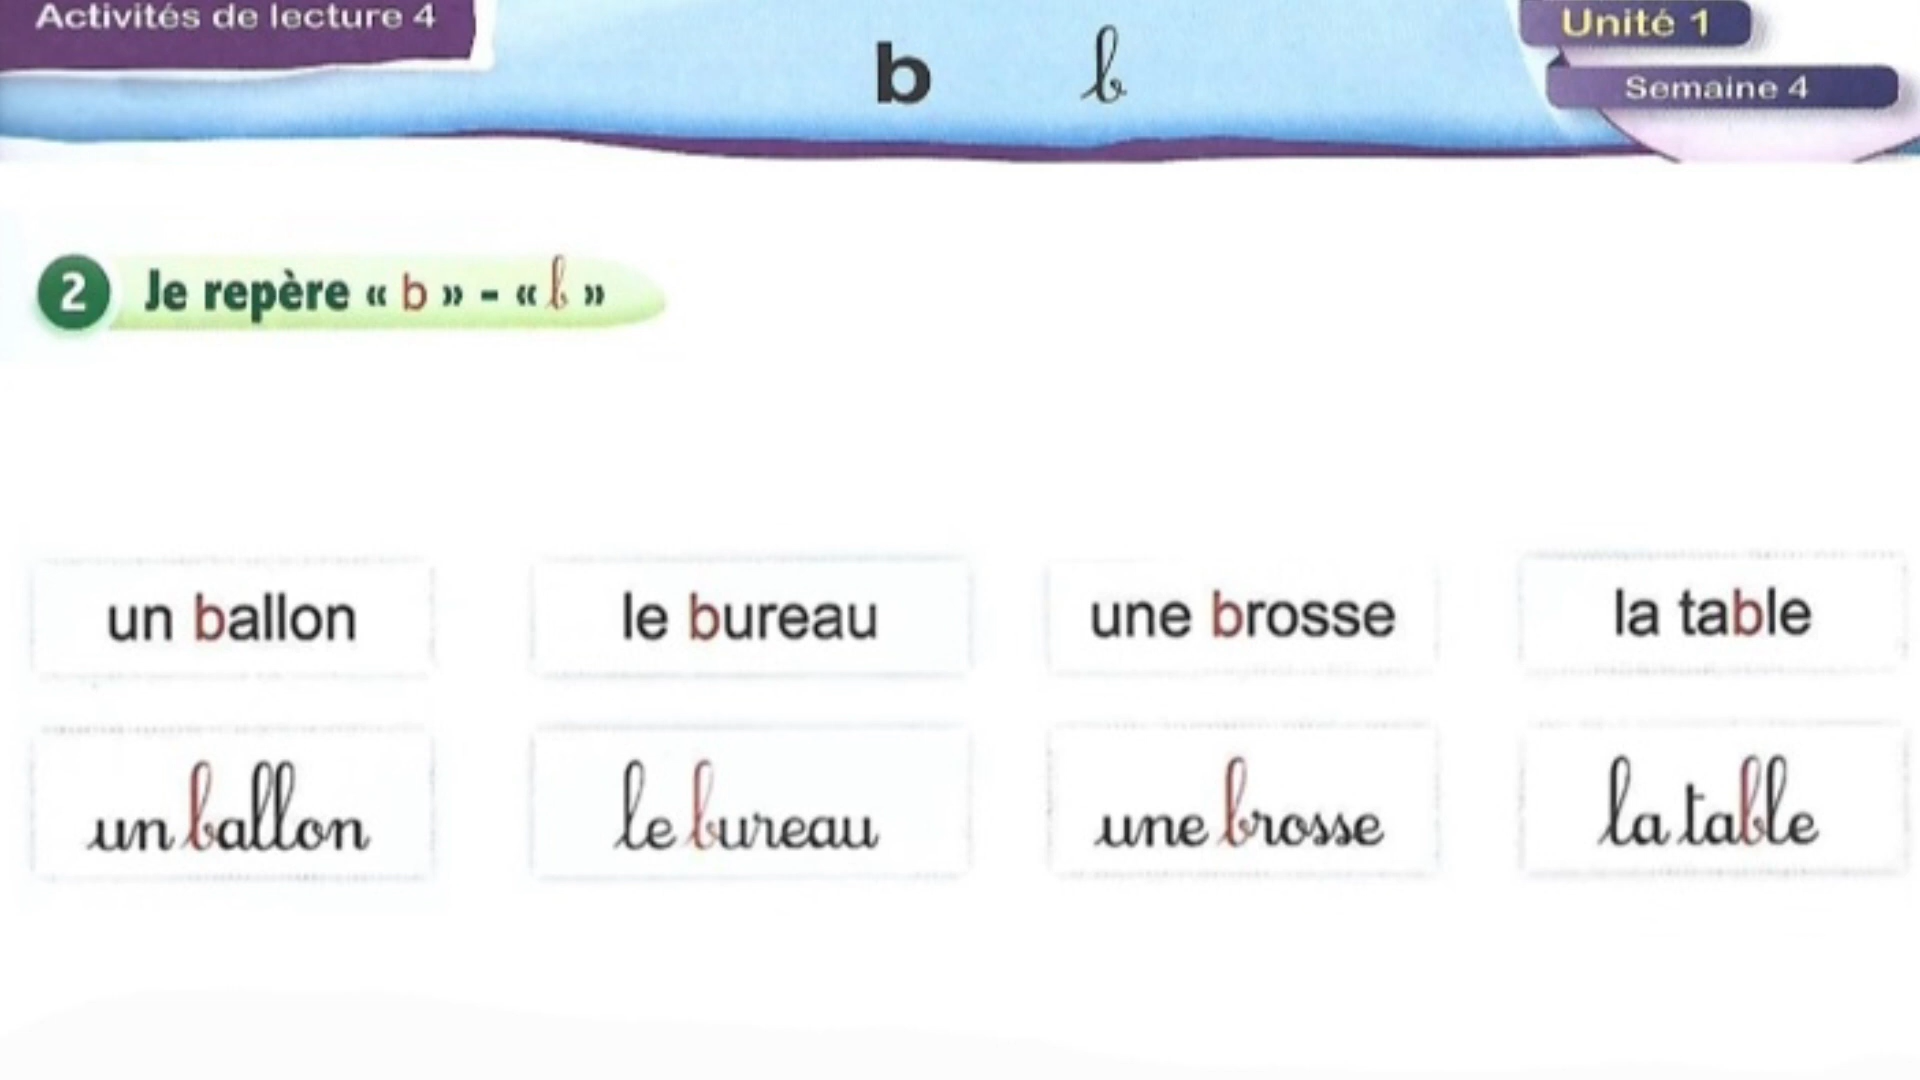 Activités de lecture 4
b b
Unité 1
Semaine 4
2 Je repère « b » - « b »
un ballon le bureau une brosse la table
un ballon le bureau une brosse la table